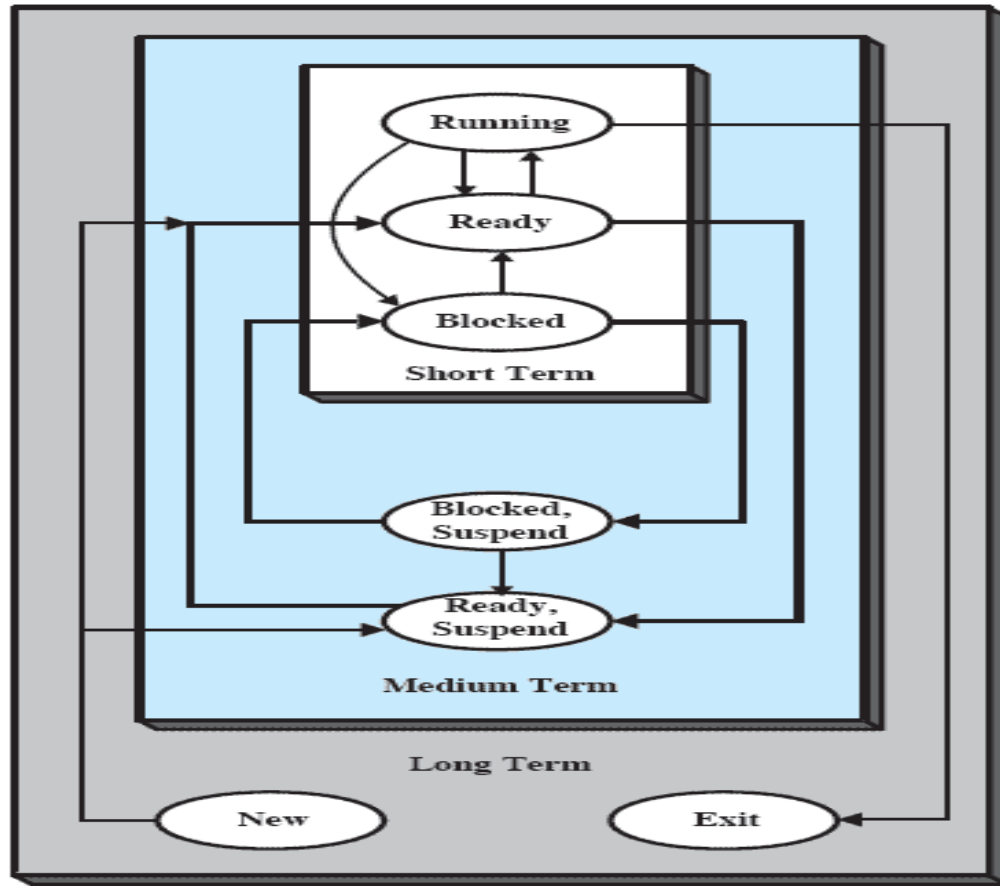 Running
Ready
Blocked
Short Term
Blocked,
Suspend
Ready,
Suspend
Medium Term
Long Term
New
Exit